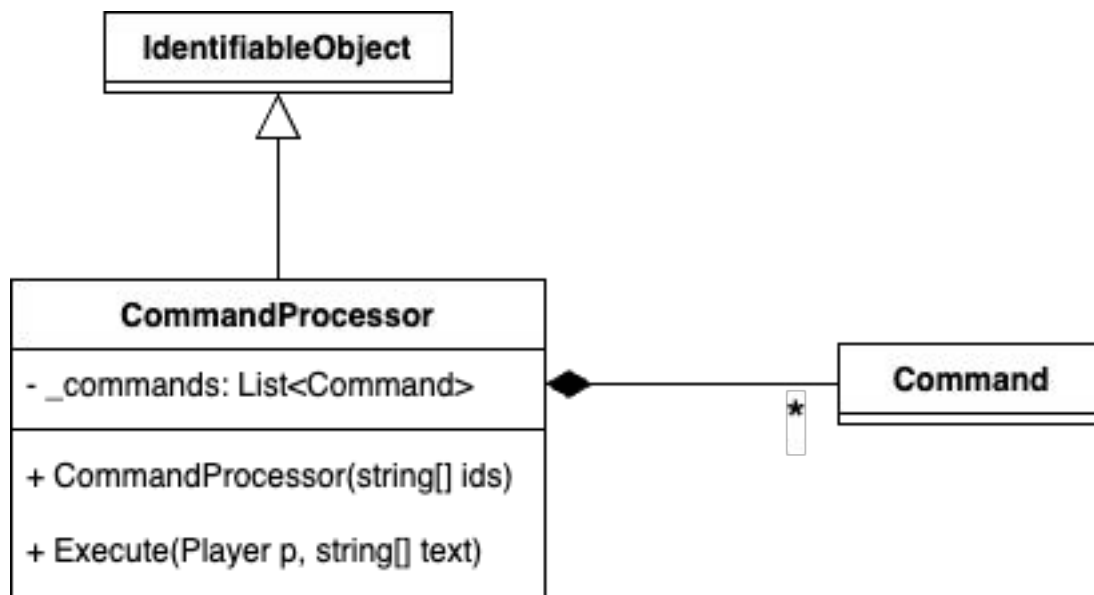 IdentifiableObject
CommandProcessor
- _commands: List<Command>
Command
*
+ CommandProcessor(string[] ids)
+ Execute(Player p, string[] text)